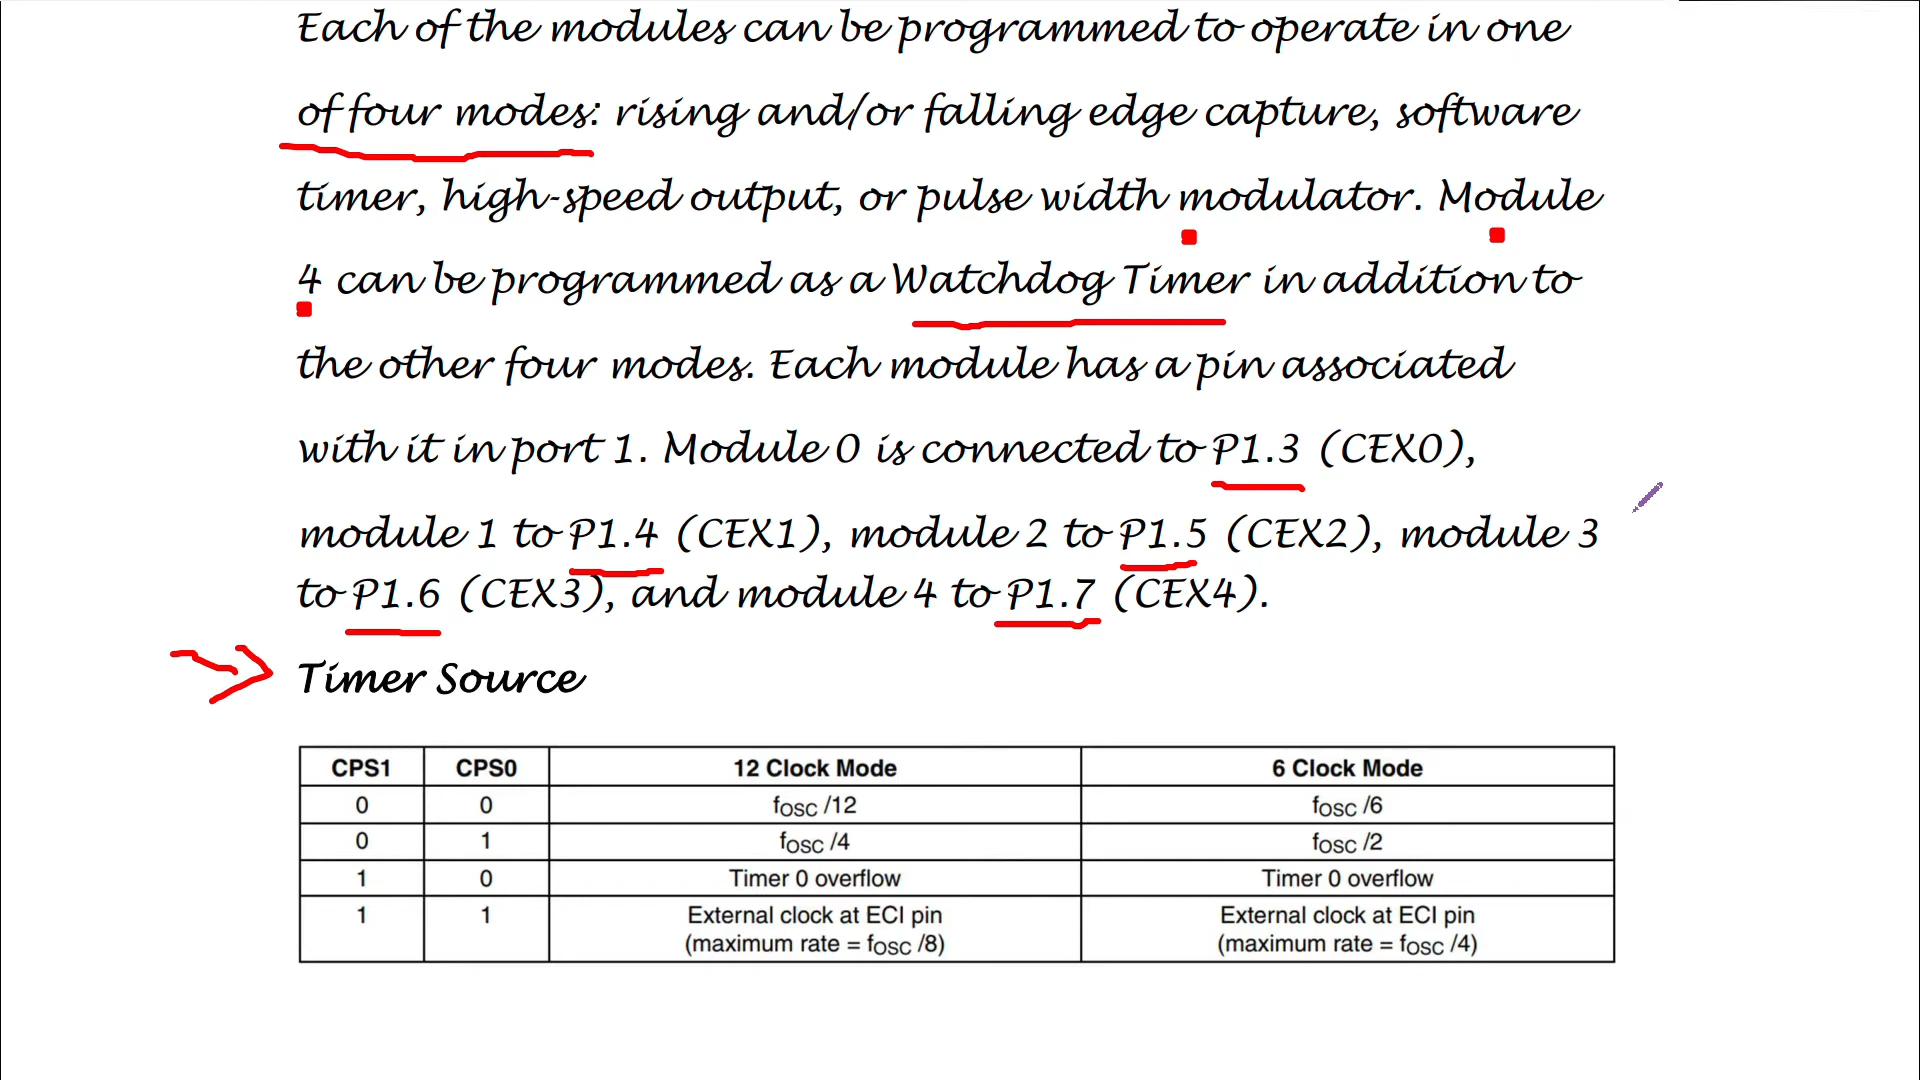 Each of the modules can be programmed to operate in one
of four modes: rising and/or falling edge capture, software
timer, high-speed output, or pulse width modulator. Module
4 can be programmed as a Watchdog Timer in addition to
the other four modes. Each module has a pin associated
with it in port 1. Module 0 is connected to P1.3 (CEX0),
module 1 to P1.4 (CEX1), module 2 to P1.5 (CEX2), module 3
to P1.6 (CEX3), and module 4 to P1.7 (CEX4).
Timer Source
CPS1 CPS0 12 Clock Mode 6 Clock Mode
0 0 fOSC /12 fOSC /6
0 1 fOSC /4 fOSC /2
1 0 Timer 0 overflow Timer 0 overflow
1 1 External clock at ECI pin External clock at ECI pin
(maximum rate = fOSC /8) (maximum rate = fOSC /4)